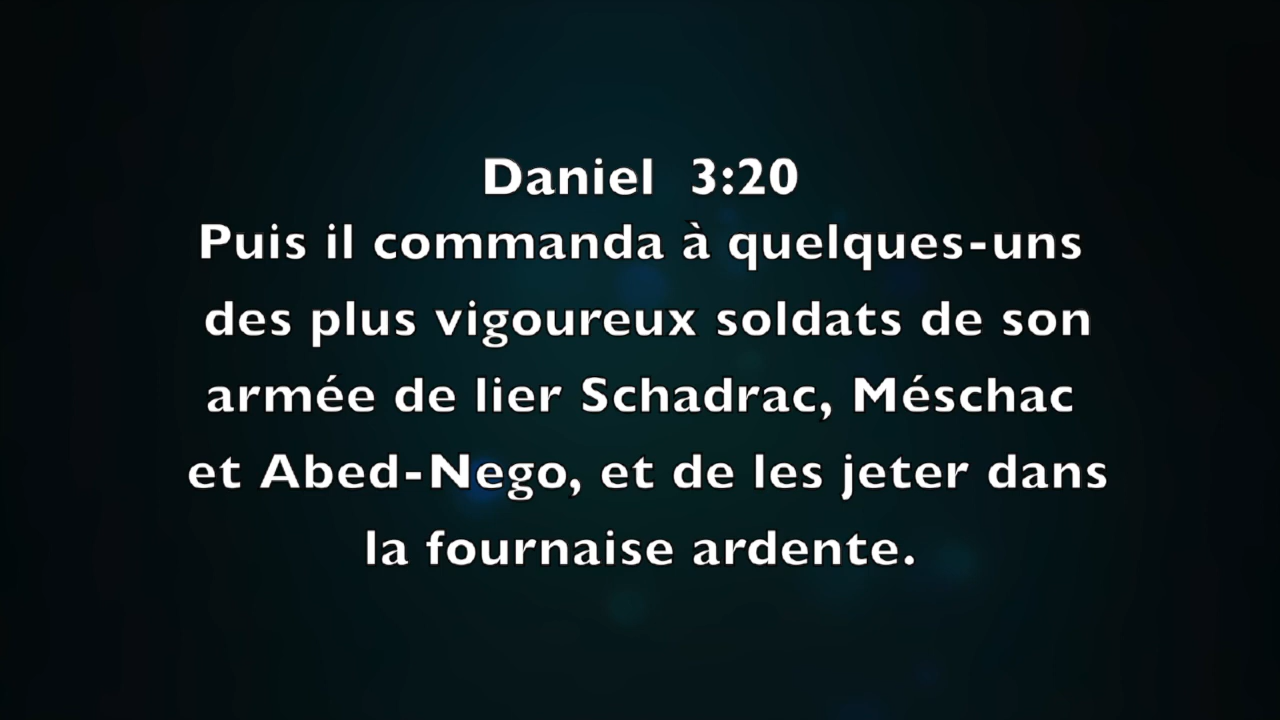 Daniel  3:20
Puis il commanda à quelques-uns
des plus vigoureux soldats de son
armée de lier Schadrac, Méschac
et Abed-Nego, et de les jeter dans
la fournaise ardente.